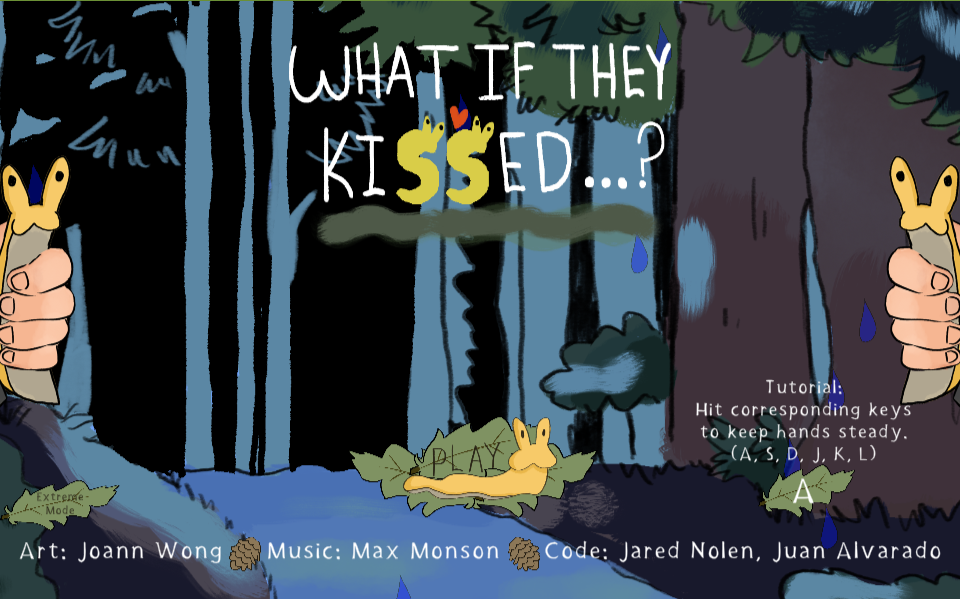 WHAT IF THEY
KISSED...?
Tutorial:
Hit corresponding keys
to keep hands steady.
(A, S, D, J, K, L)
PLAY
A
Extreme-
Mode
Art: Joann Wong Music: Max Monson Code: Jared Nolen, Juan Alvarado